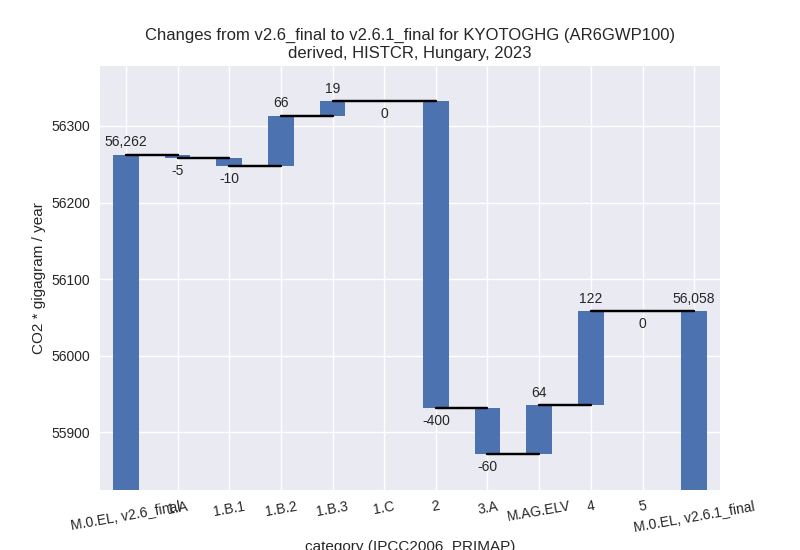 Changes from v2.6_final to v2.6.1_final for KYOTOGHG (AR6GWP100)
derived, HISTCR, Hungary, 2023
CO2 * gigagram / year
56300
56200
56100
56000
55900
56,262
-5
-10
66
19
0
-400
-60
64
122
0
56,058
M.0.EL, v2.6_final
1.A
1.B.1
1.B.2
1.B.3
1.C
2
3.A
M.AG.ELV
4
5
M.0.EL, v2.6.1_final
category (IPCC2006_PRIMAP)